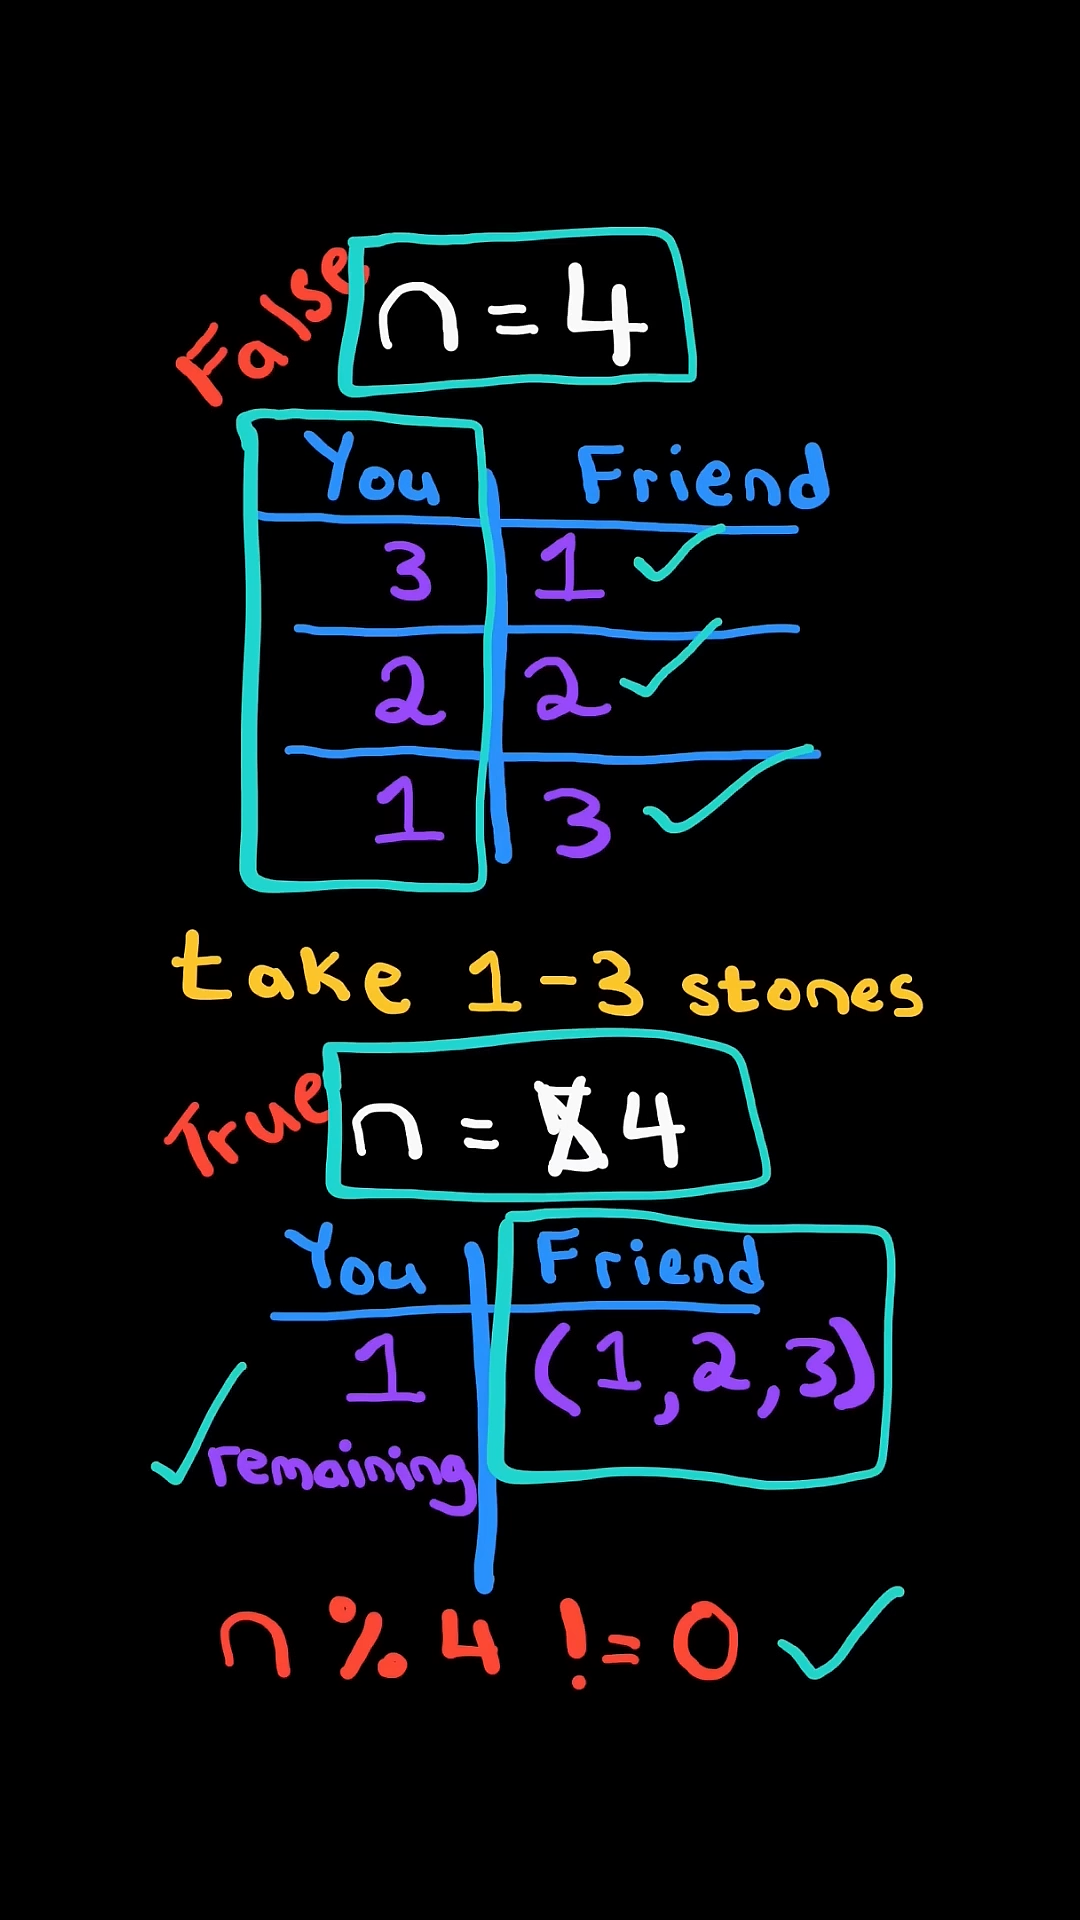 False n = 4
You Friend
3 1
2 2
1 3
take 1-3 stones
True n = 4
You Friend
1 (1,2,3)
remaining
n % 4 != 0